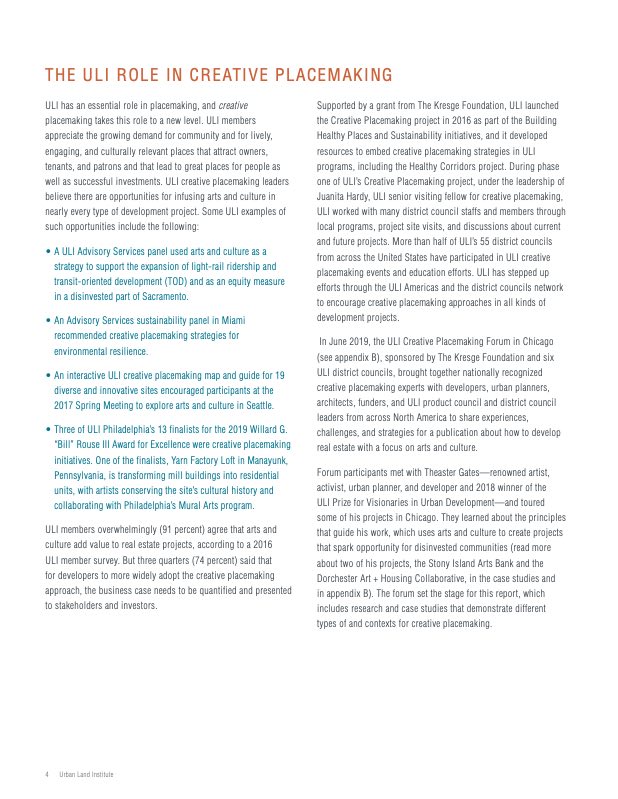 THE ULI ROLE IN CREATIVE PLACEMAKING
ULI has an essential role in placemaking, and creative
placemaking takes this role to a new level. ULI members
appreciate the growing demand for community and for lively,
engaging, and culturally relevant places that attract owners,
tenants, and patrons and that lead to great places for people as
well as successful investments. ULI creative placemaking leaders
believe there are opportunities for infusing arts and culture in
nearly every type of development project. Some ULI examples of
such opportunities include the following:
• A ULI Advisory Services panel used arts and culture as a
strategy to support the expansion of light-rail ridership and
transit-oriented development (TOD) and as an equity measure
in a disinvested part of Sacramento.
• An Advisory Services sustainability panel in Miami
recommended creative placemaking strategies for
environmental resilience.
• An interactive ULI creative placemaking map and guide for 19
diverse and innovative sites encouraged participants at the
2017 Spring Meeting to explore arts and culture in Seattle.
• Three of ULI Philadelphia's 13 finalists for the 2019 Willard G.
"Bill" Rouse III Award for Excellence were creative placemaking
initiatives. One of the finalists, Yarn Factory Loft in Manayunk,
Pennsylvania, is transforming mill buildings into residential
units, with artists conserving the site's cultural history and
collaborating with Philadelphia's Mural Arts program.
ULI members overwhelmingly (91 percent) agree that arts and
culture add value to real estate projects, according to a 2016
ULI member survey. But three quarters (74 percent) said that
for developers to more widely adopt the creative placemaking
approach, the business case needs to be quantified and presented
to stakeholders and investors.
Supported by a grant from The Kresge Foundation, ULI launched
the Creative Placemaking project in 2016 as part of the Building
Healthy Places and Sustainability initiatives, and it developed
resources to embed creative placemaking strategies in ULI
programs, including the Healthy Corridors project. During phase
one of ULI's Creative Placemaking project, under the leadership of
Juanita Hardy, ULI senior visiting fellow for creative placemaking,
ULI worked with many district council staffs and members through
local programs, project site visits, and discussions about current
and future projects. More than half of ULI's 55 district councils
from across the United States have participated in ULI creative
placemaking events and education efforts. ULI has stepped up
efforts through the ULI Americas and the district councils network
to encourage creative placemaking approaches in all kinds of
development projects.
In June 2019, the ULI Creative Placemaking Forum in Chicago
(see appendix B), sponsored by The Kresge Foundation and six
ULI district councils, brought together nationally recognized
creative placemaking experts with developers, urban planners,
architects, funders, and ULI product council and district council
leaders from across North America to share experiences,
challenges, and strategies for a publication about how to develop
real estate with a focus on arts and culture.
Forum participants met with Theaster Gates—renowned artist,
activist, urban planner, and developer and 2018 winner of the
ULI Prize for Visionaries in Urban Development—and toured
some of his projects in Chicago. They learned about the principles
that guide his work, which uses arts and culture to create projects
that spark opportunity for disinvested communities (read more
about two of his projects, the Stony Island Arts Bank and the
Dorchester Art + Housing Collaborative, in the case studies and
in appendix B). The forum set the stage for this report, which
includes research and case studies that demonstrate different
types of and contexts for creative placemaking.
4 Urban Land Institute